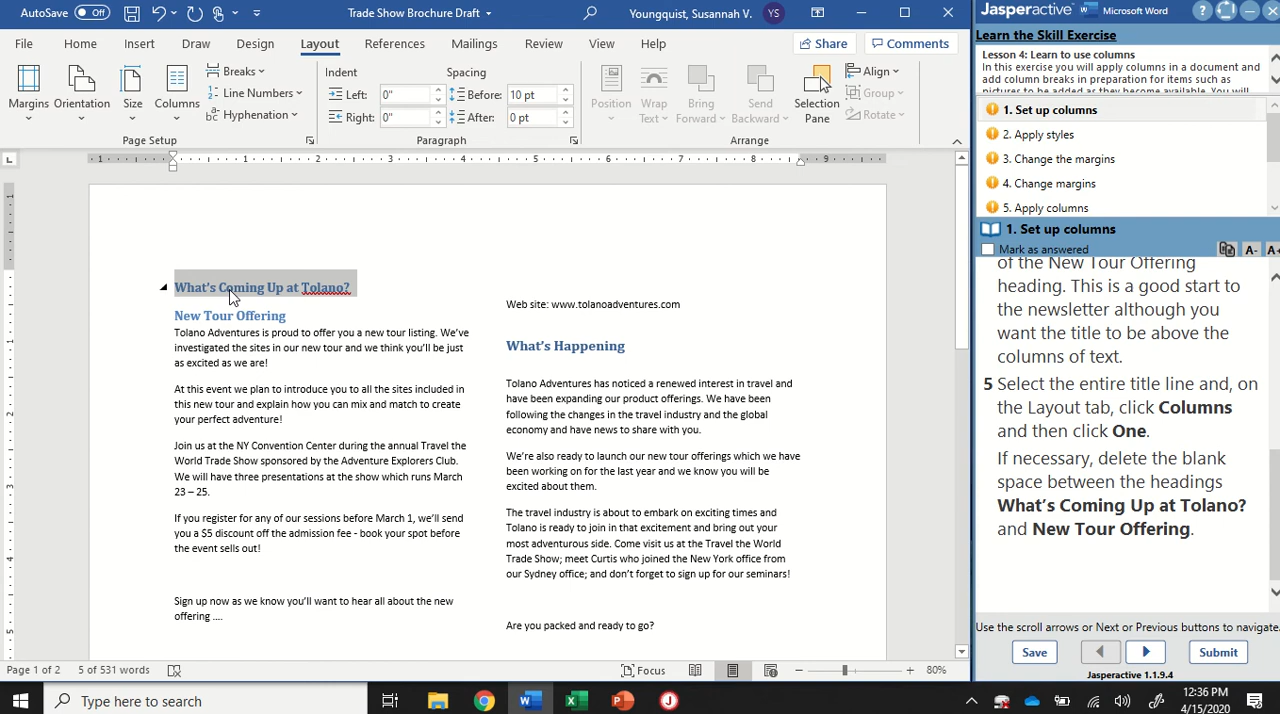 AutoSave Off
Trade Show Brochure Draft
Youngquist, Susannah V. YS
File Home Insert Draw Design Layout References Mailings Review View Help
Share Comments
Margins Orientation Size Columns
Breaks
Line Numbers
Hyphenation
Page Setup
Indent
Left: 0"
Right: 0"
Spacing
Before: 10 pt
After: 0 pt
Paragraph
Position
Wrap Text
Bring Forward
Send Backward
Selection Pane
Align
Group
Rotate
Arrange
1 1 2 3 4 5 6 7 8 9
What's Coming Up at Tolano?
New Tour Offering
Tolano Adventures is proud to offer you a new tour listing. We've
investigated the sites in our new tour and we think you'll be just
as excited as we are!
At this event we plan to introduce you to all the sites included in
this new tour and explain how you can mix and match to create
your perfect adventure!
Join us at the NY Convention Center during the annual Travel the
World Trade Show sponsored by the Adventure Explorers Club.
We will have three presentations at the show which runs March
23 – 25.
If you register for any of our sessions before March 1, we'll send
you a $5 discount off the admission fee - book your spot before
the event sells out!
Sign up now as we know you'll want to hear all about the new
offering ....
Web site: www.tolanoadventures.com
What's Happening
Tolano Adventures has noticed a renewed interest in travel and
have been expanding our product offerings. We have been
following the changes in the travel industry and the global
economy and have news to share with you.
We're also ready to launch our new tour offerings which we have
been working on for the last year and we know you will be
excited about them.
The travel industry is about to embark on exciting times and
Tolano is ready to join in that excitement and bring out your
most adventurous side. Come visit us at the Travel the World
Trade Show; meet Curtis who joined the New York office from
our Sydney office; and don't forget to sign up for our seminars!
Are you packed and ready to go?
Page 1 of 2 5 of 531 words
Focus
80%
Jasperactive Microsoft Word
Learn the Skill Exercise
Lesson 4: Learn to use columns
In this exercise you will apply columns in a document and
add column breaks in preparation for items such as
pictures to be added as they become available. You will
1. Set up columns
2. Apply styles
3. Change the margins
4. Change margins
5. Apply columns
1. Set up columns
Mark as answered
A- A+
of the New Tour Offering
heading. This is a good start to
the newsletter although you
want the title to be above the
columns of text.
5 Select the entire title line and, on
the Layout tab, click Columns
and then click One.
If necessary, delete the blank
space between the headings
What's Coming Up at Tolano?
and New Tour Offering.
Use the scroll arrows or Next or Previous buttons to navigate.
Save Submit
Jasperactive 1.1.9.4
Type here to search
12:36 PM
4/15/2020